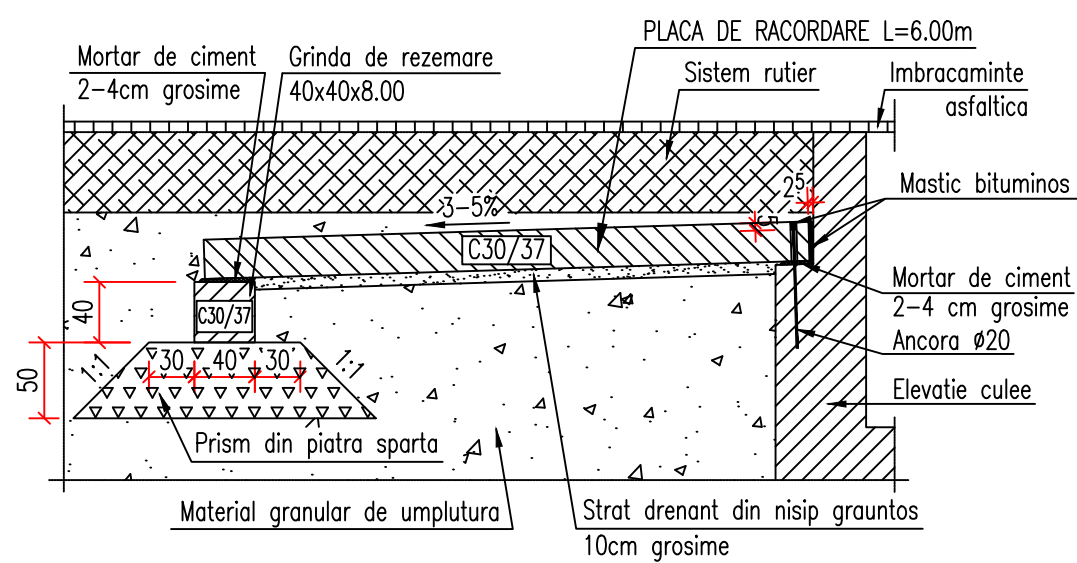 PLACA DE RACORDARE L=6.00m
Mortar de ciment
2-4cm grosime
Grinda de rezemare
40x40x8.00
Sistem rutier
Imbracaminte
asfaltica
25
Mastic bituminos
3-5%
5
C30/37
Mortar de ciment
2-4 cm grosime
40
C30/37
Ancora ø20
50
1:1
30
40
30
1:1
Elevatie culee
Prism din piatra sparta
Material granular de umplutura
Strat drenant din nisip grauntos
10cm grosime